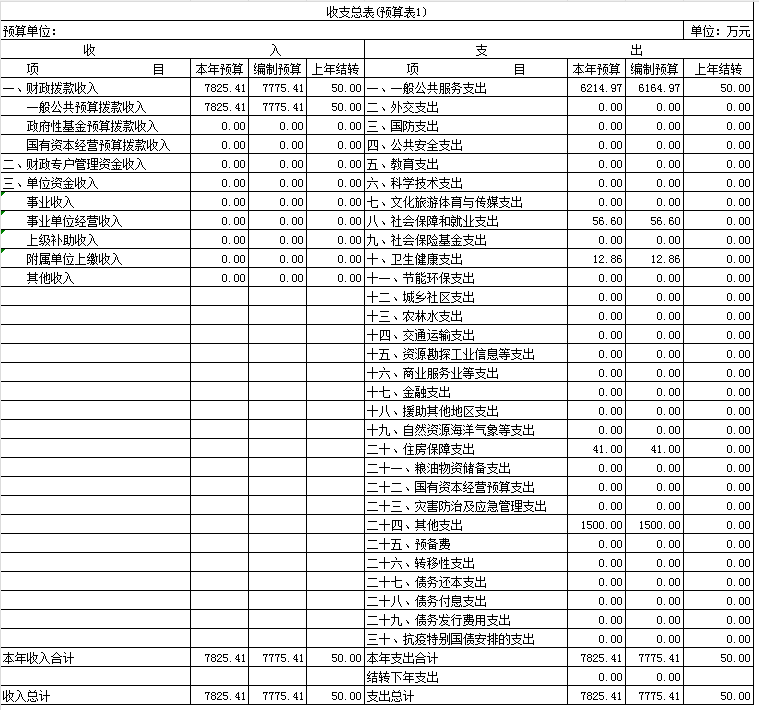 收支总表(预算表1)
预算单位： 单位：万元
收 入 支 出
项 目 本年预算 编制预算 上年结转 项 目 本年预算 编制预算 上年结转
一、财政拨款收入 7825.41 7775.41 50.00 一、一般公共服务支出 6214.97 6164.97 50.00
一般公共预算拨款收入 7825.41 7775.41 50.00 二、外交支出 0.00 0.00 0.00
政府性基金预算拨款收入 0.00 0.00 0.00 三、国防支出 0.00 0.00 0.00
国有资本经营预算拨款收入 0.00 0.00 0.00 四、公共安全支出 0.00 0.00 0.00
二、财政专户管理资金收入 0.00 0.00 0.00 五、教育支出 0.00 0.00 0.00
三、单位资金收入 0.00 0.00 0.00 六、科学技术支出 0.00 0.00 0.00
事业收入 0.00 0.00 0.00 七、文化旅游体育与传媒支出 0.00 0.00 0.00
事业单位经营收入 0.00 0.00 0.00 八、社会保障和就业支出 56.60 56.60 0.00
上级补助收入 0.00 0.00 0.00 九、社会保险基金支出 0.00 0.00 0.00
附属单位上缴收入 0.00 0.00 0.00 十、卫生健康支出 12.86 12.86 0.00
其他收入 0.00 0.00 0.00 十一、节能环保支出 0.00 0.00 0.00
十二、城乡社区支出 0.00 0.00 0.00
十三、农林水支出 0.00 0.00 0.00
十四、交通运输支出 0.00 0.00 0.00
十五、资源勘探工业信息等支出 0.00 0.00 0.00
十六、商业服务业等支出 0.00 0.00 0.00
十七、金融支出 0.00 0.00 0.00
十八、援助其他地区支出 0.00 0.00 0.00
十九、自然资源海洋气象等支出 0.00 0.00 0.00
二十、住房保障支出 41.00 41.00 0.00
二十一、粮油物资储备支出 0.00 0.00 0.00
二十二、国有资本经营预算支出 0.00 0.00 0.00
二十三、灾害防治及应急管理支出 0.00 0.00 0.00
二十四、其他支出 1500.00 1500.00 0.00
二十五、预备费 0.00 0.00 0.00
二十六、转移性支出 0.00 0.00 0.00
二十七、债务还本支出 0.00 0.00 0.00
二十八、债务付息支出 0.00 0.00 0.00
二十九、债务发行费用支出 0.00 0.00 0.00
三十、抗疫特别国债安排的支出 0.00 0.00 0.00
本年收入合计 7825.41 7775.41 50.00 本年支出合计 7825.41 7775.41 50.00
结转下年支出 0.00 0.00
收入总计 7825.41 7775.41 50.00 支出总计 7825.41 7775.41 50.00